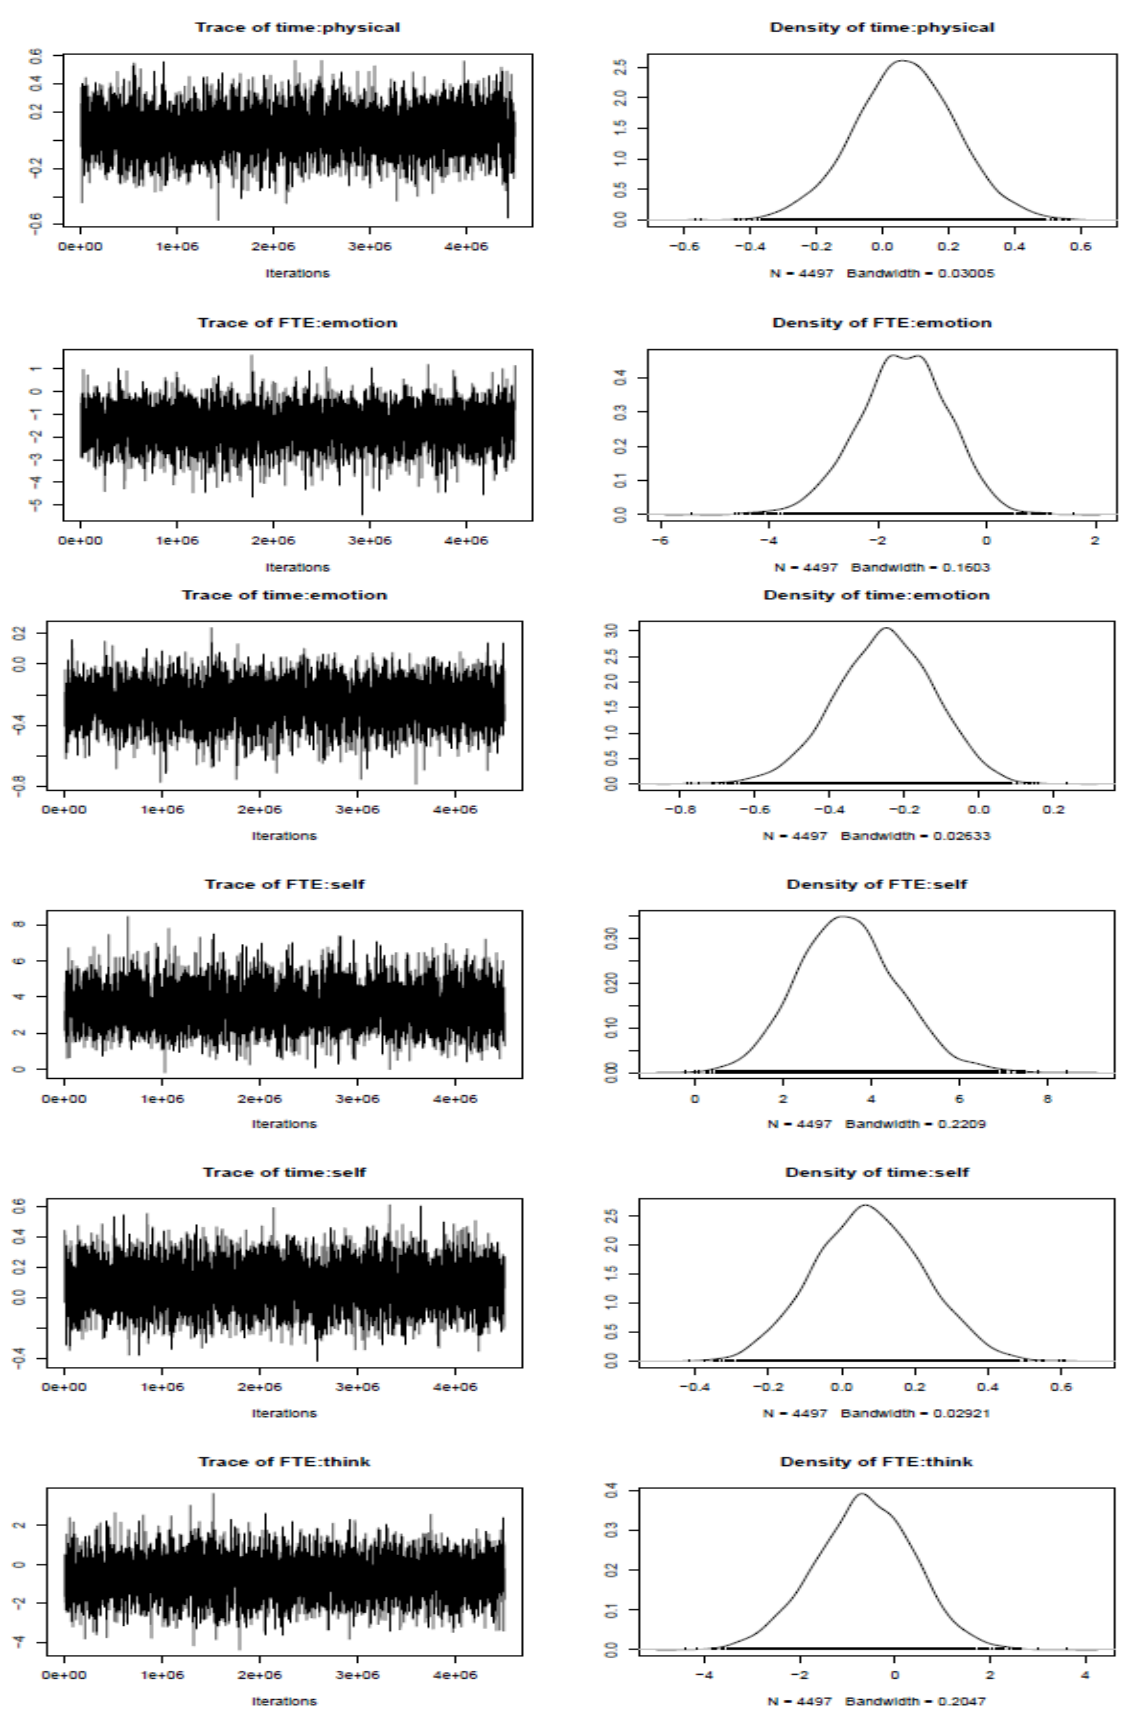 Trace of time:physical
Density of time:physical
0.6
0.4
0.2
-0.2
-0.6
0e+00 1e+06 2e+06 3e+06 4e+06
Iterations
2.5
2.0
1.5
1.0
0.5
0.0
-0.6 -0.4 -0.2 0.0 0.2 0.4 0.6
N = 4497 Bandwidth = 0.03005
Trace of FTE:emotion
Density of FTE:emotion
1
0
-1
-2
-3
-4
-5
0e+00 1e+06 2e+06 3e+06 4e+06
Iterations
0.4
0.3
0.2
0.1
0.0
-6 -4 -2 0 2
N = 4497 Bandwidth = 0.1603
Trace of time:emotion
Density of time:emotion
0.2
0.0
-0.4
-0.8
0e+00 1e+06 2e+06 3e+06 4e+06
Iterations
3.0
2.5
2.0
1.5
1.0
0.5
0.0
-0.8 -0.6 -0.4 -0.2 0.0 0.2
N = 4497 Bandwidth = 0.02633
Trace of FTE:self
Density of FTE:self
8
6
4
2
0
0e+00 1e+06 2e+06 3e+06 4e+06
Iterations
0.30
0.20
0.10
0.00
0 2 4 6 8
N = 4497 Bandwidth = 0.2209
Trace of time:self
Density of time:self
0.6
0.4
0.2
0.0
-0.4
0e+00 1e+06 2e+06 3e+06 4e+06
Iterations
2.5
2.0
1.5
1.0
0.5
0.0
-0.4 -0.2 0.0 0.2 0.4 0.6
N = 4497 Bandwidth = 0.02921
Trace of FTE:think
Density of FTE:think
2
0
-2
-4
0e+00 1e+06 2e+06 3e+06 4e+06
Iterations
0.4
0.3
0.2
0.1
0.0
-4 -2 0 2 4
N = 4497 Bandwidth = 0.2047